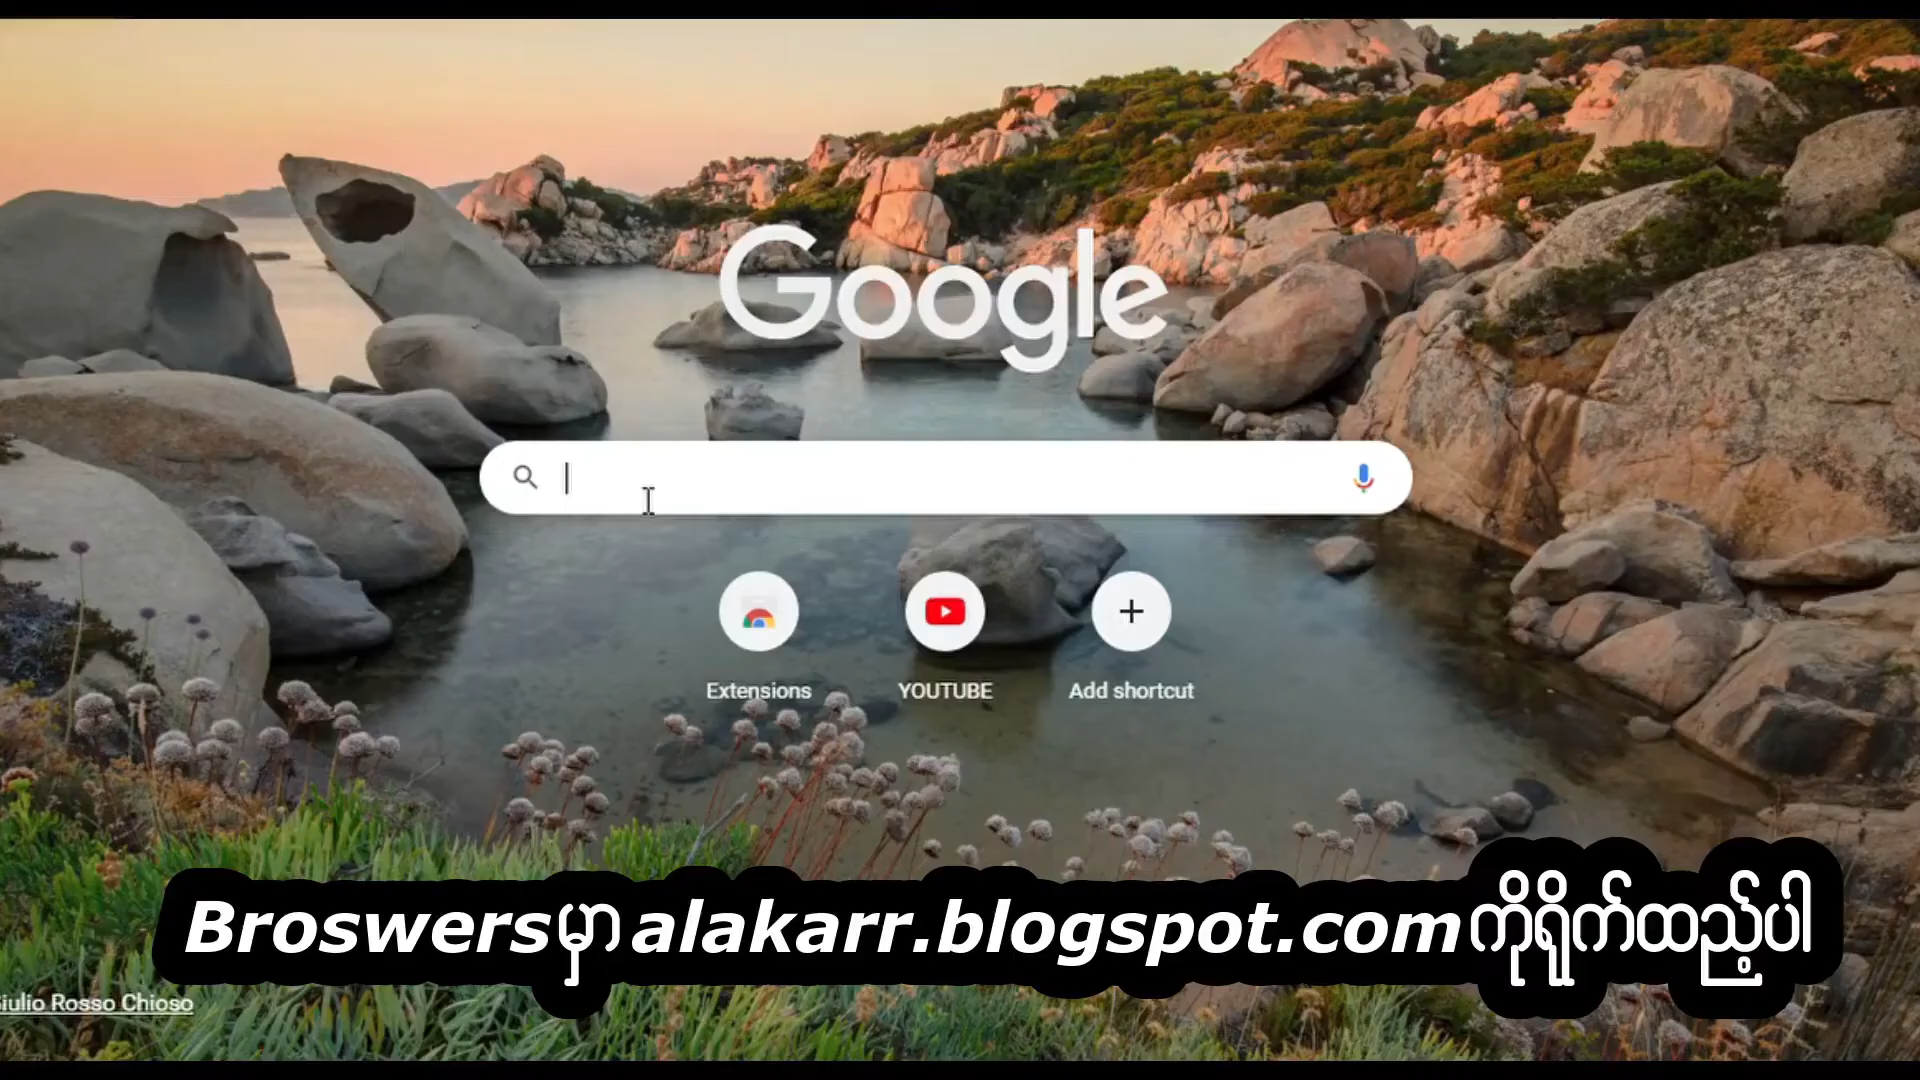 Google
Extensions
YOUTUBE
Add shortcut
Broswersမှာ alakarr.blogspot.comကိုရိုက်ထည့်ပါ
iulio Rosso Chioso